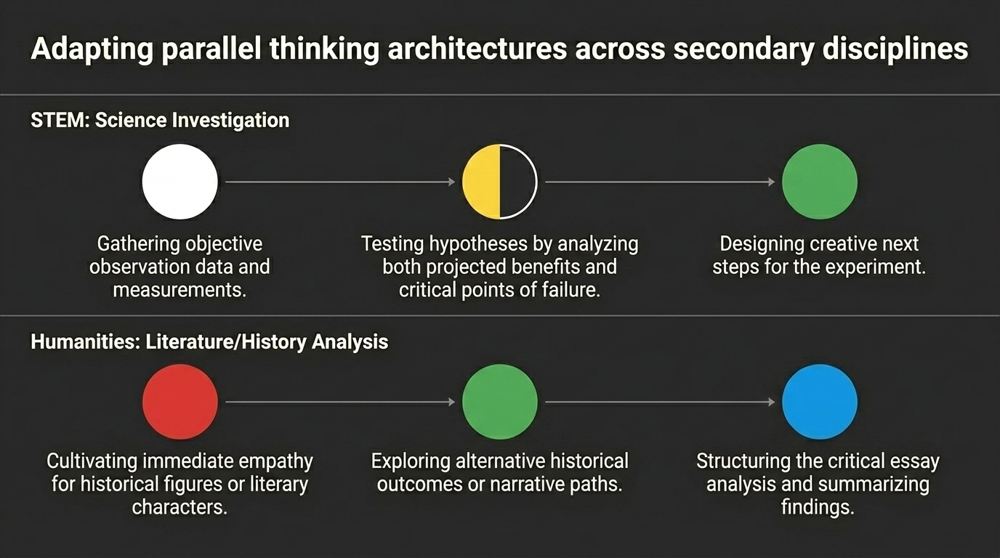 Adapting parallel thinking architectures across secondary disciplines
STEM: Science Investigation
Gathering objective
observation data and
measurements.
Testing hypotheses by analyzing
both projected benefits and
critical points of failure.
Designing creative next
steps for the experiment.
Humanities: Literature/History Analysis
Cultivating immediate empathy
for historical figures or literary
characters.
Exploring alternative historical
outcomes or narrative paths.
Structuring the critical essay
analysis and summarizing
findings.